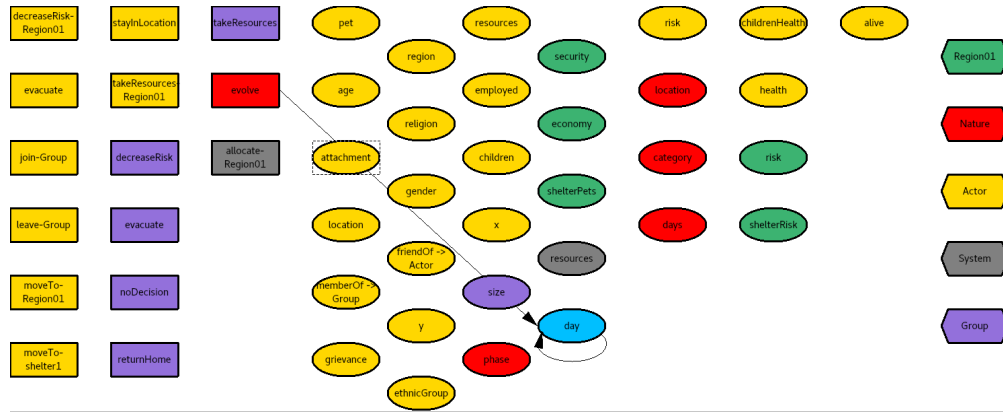 decreaseRisk-
Region01
stayInLocation
takeResources
pet
resources
risk
childrenHealth
alive
region
security
Region01
evacuate
takeResources-
Region01
evolve
age
employed
location
health
religion
economy
Nature
join-Group
decreaseRisk
allocate-
Region01
attachment
children
category
risk
gender
shelterPets
Actor
leave-Group
evacuate
location
x
days
shelterRisk
friendOf ->
Actor
resources
System
moveTo-
Region01
noDecision
memberOf ->
Group
size
y
day
Group
moveTo-
shelter1
returnHome
grievance
phase
ethnicGroup